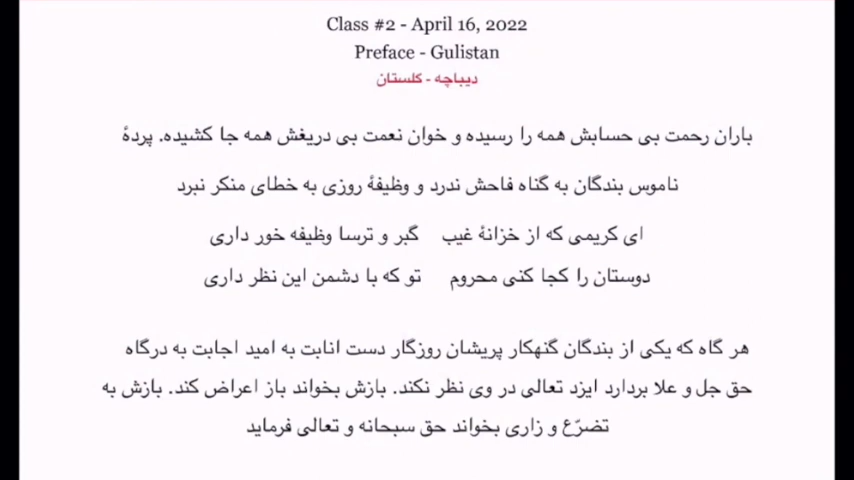 Class #2 - April 16, 2022
Preface - Gulistan
دیباچه - گلستان
باران رحمت بی حسابش همه را رسیده و خوان نعمت بی دریغش همه جا کشیده. پردهٔ
ناموس بندگان به گناه فاحش ندرد و وظیفهٔ روزی به خطای منکر نبرد
ای کریمی که از خزانهٔ غیب گبر و ترسا وظیفه خور داری
دوستان را کجا کنی محروم تو که با دشمن این نظر داری
هر گاه که یکی از بندگان گنهکار پریشان روزگار دست انابت به امید اجابت به درگاه
حق جل و علا بردارد ایزد تعالی در وی نظر نکند. بازش بخواند باز اعراض کند. بازش به
تضرّع و زاری بخواند حق سبحانه و تعالی فرماید